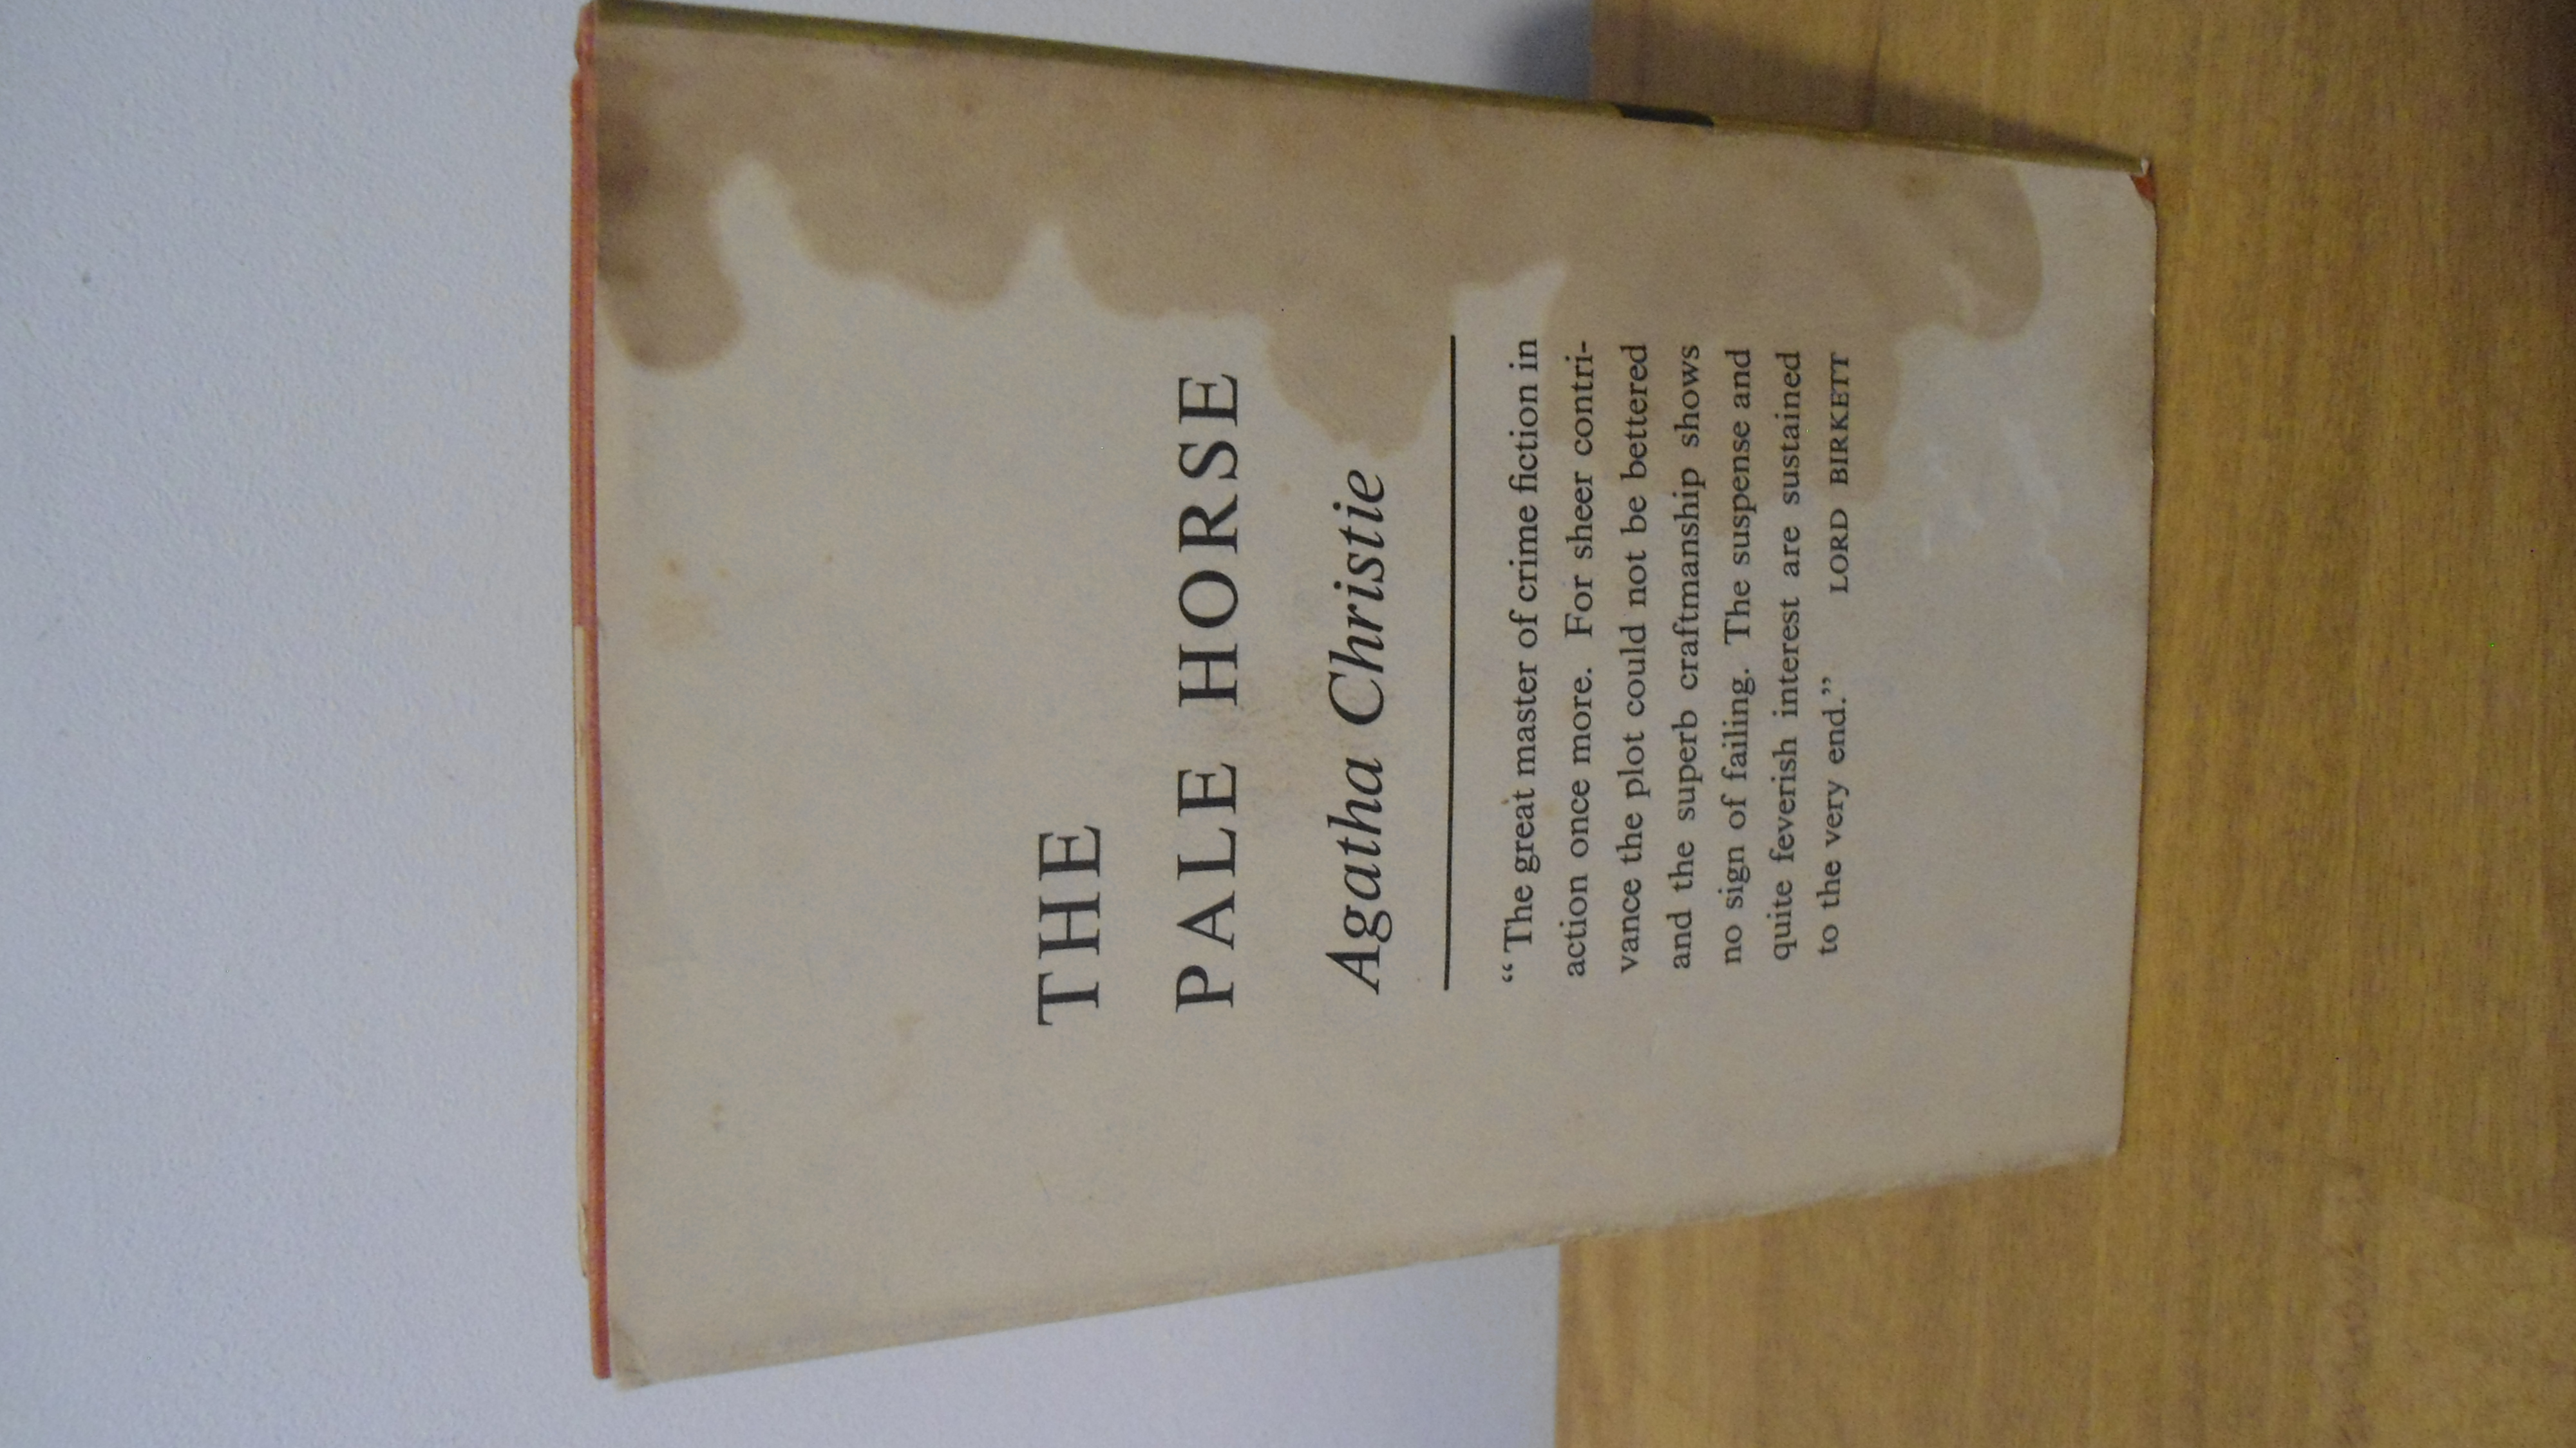 THE
PALE HORSE
Agatha Christie
“The great master of crime fiction in
action once more. For sheer contri-
vance the plot could not be bettered
and the superb craftmanship shows
no sign of failing. The suspense and
quite feverish interest are sustained
to the very end.” LORD BIRKETT